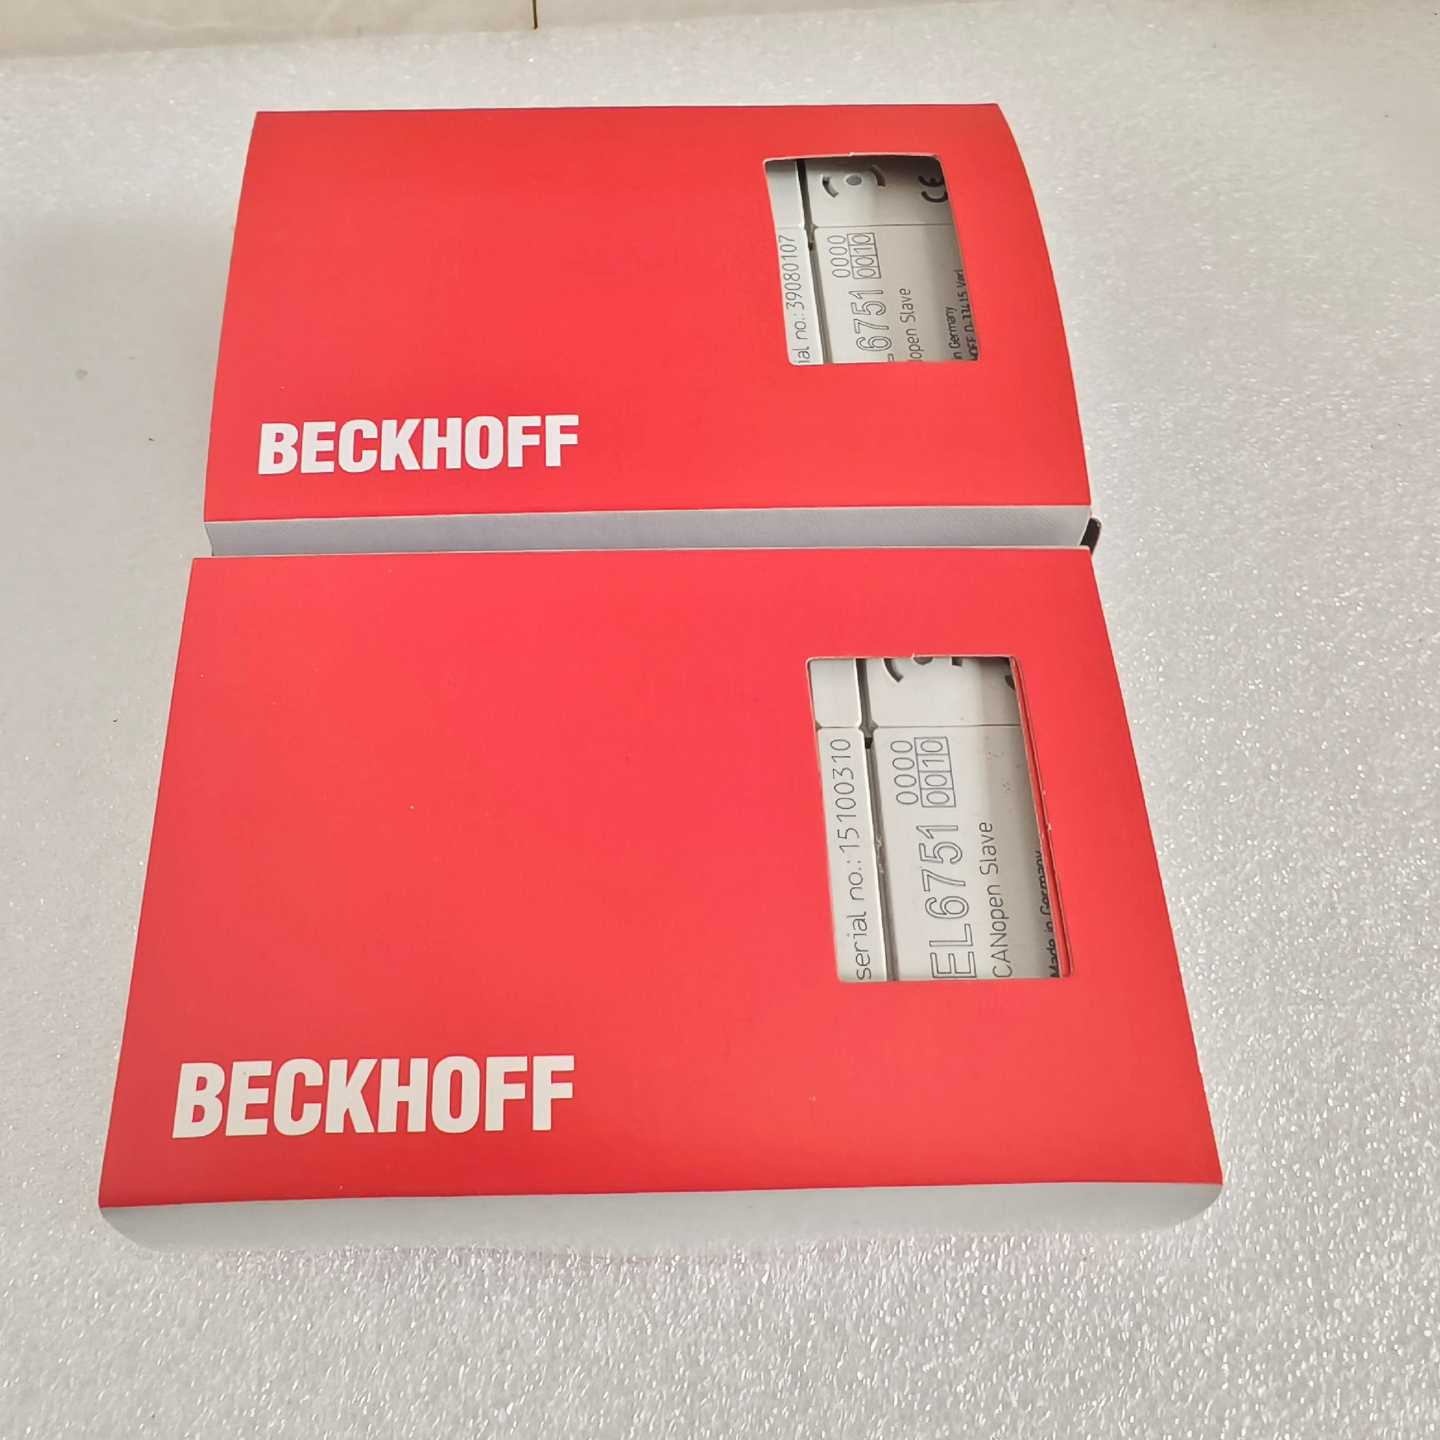 BECKHOFF
ial no.: 39080107
6751
0000
0010
open Slave
in Germany
BECKHOFF
serial no.: 15100310
EL6751
0000
0010
CANopen Slave
Made in Germany